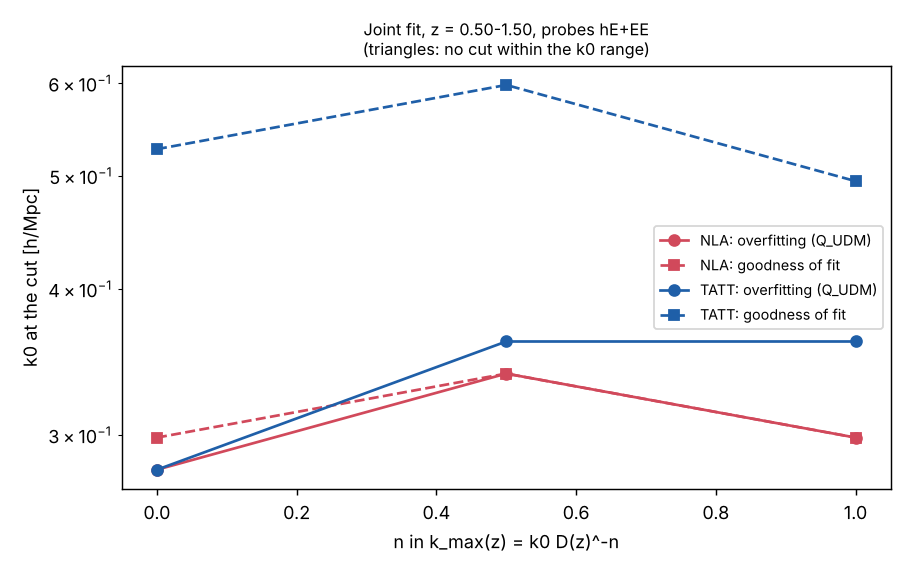 Joint fit, z = 0.50-1.50, probes hE+EE
(triangles: no cut within the k0 range)
k0 at the cut [h/Mpc]
6 × 10⁻¹
5 × 10⁻¹
4 × 10⁻¹
3 × 10⁻¹
NLA: overfitting (Q_UDM)
NLA: goodness of fit
TATT: overfitting (Q_UDM)
TATT: goodness of fit
0.0 0.2 0.4 0.6 0.8 1.0
n in k_max(z) = k0 D(z)^-n